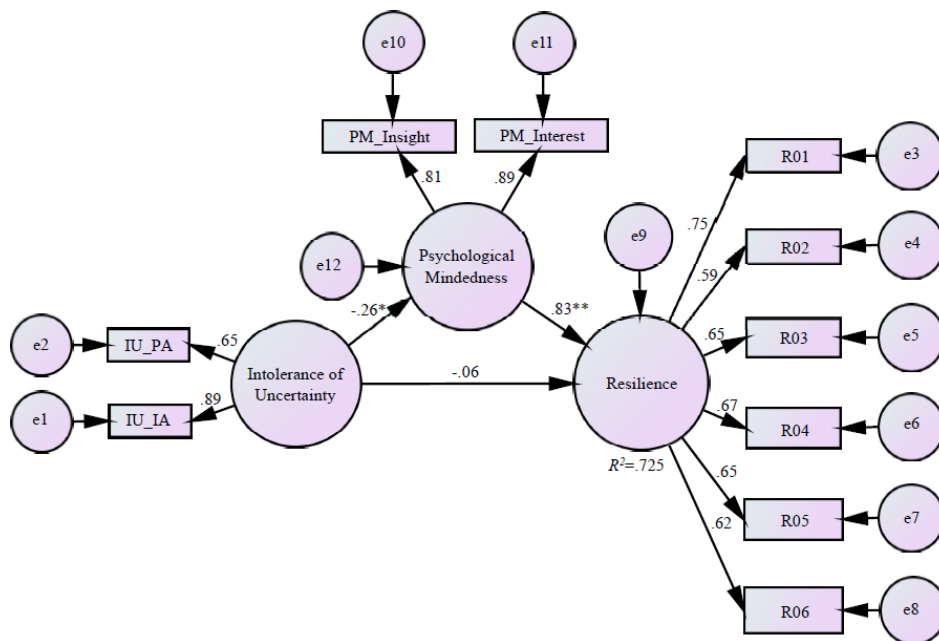 e10
e11
PM_Insight
PM_Interest
.81
.89
R01
e3
e12
Psychological
Mindedness
e9
.75
R02
e4
.59
-.26*
.83**
e2
IU_PA
.65
Intolerance of
Uncertainty
-.06
Resilience
.65
R03
e5
e1
IU_IA
.89
.67
R04
e6
R²=.725
.65
R05
e7
.62
R06
e8